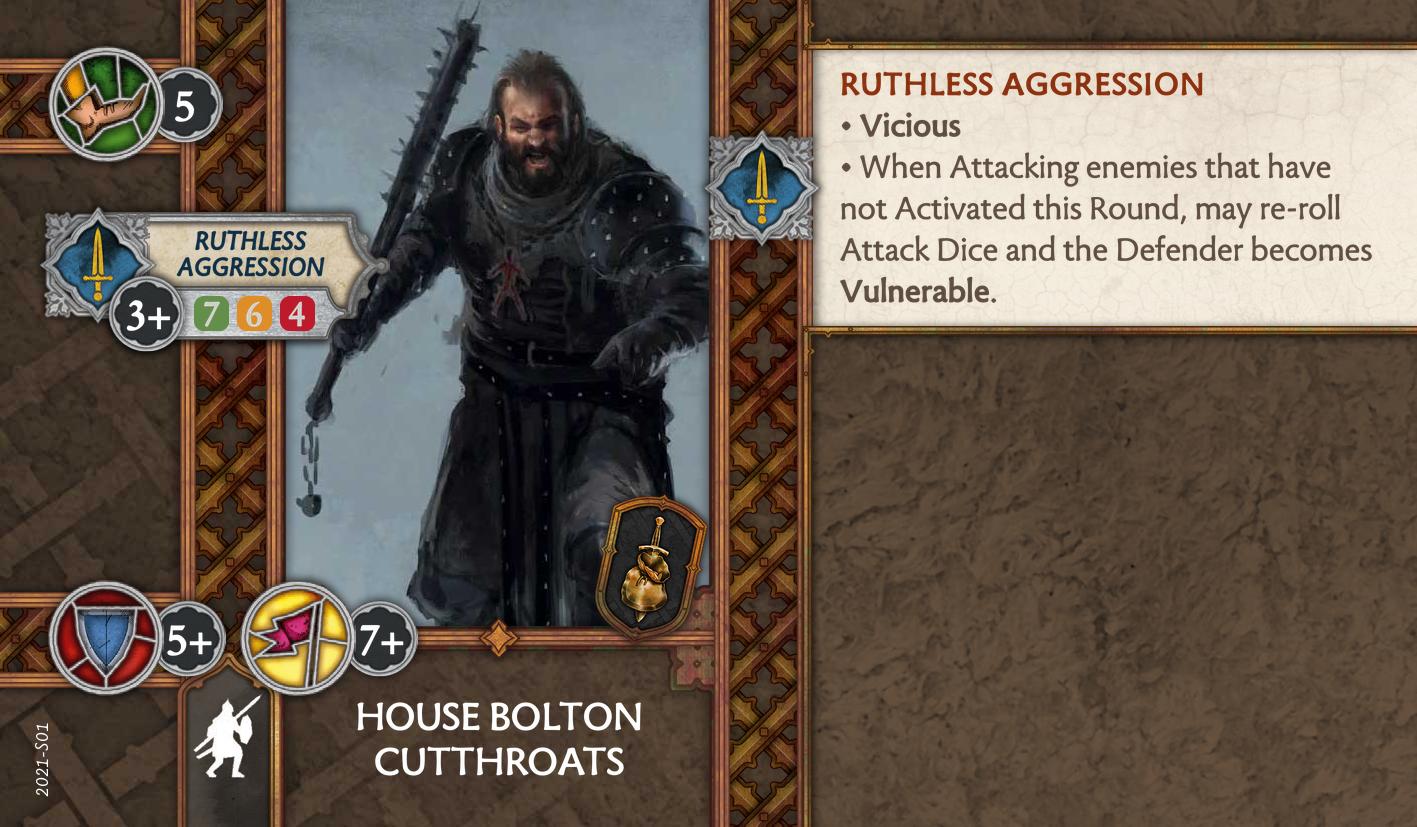 5
RUTHLESS
AGGRESSION
3+ 7 6 4
5+ 7+
HOUSE BOLTON
CUTTHROATS
2021-S01
RUTHLESS AGGRESSION
• Vicious
• When Attacking enemies that have
not Activated this Round, may re-roll
Attack Dice and the Defender becomes
Vulnerable.